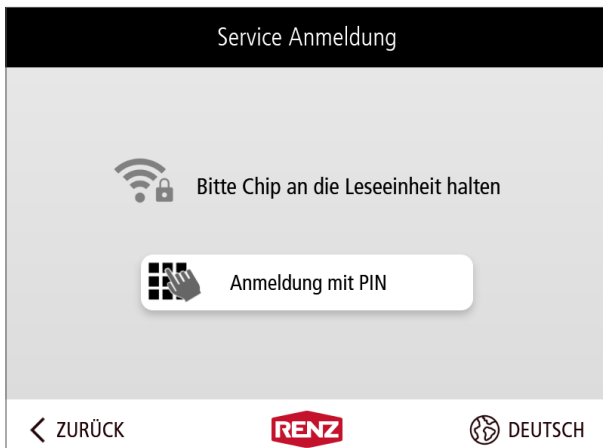 Service Anmeldung
Bitte Chip an die Leseeinheit halten
Anmeldung mit PIN
ZURÜCK
RENZ
DEUTSCH